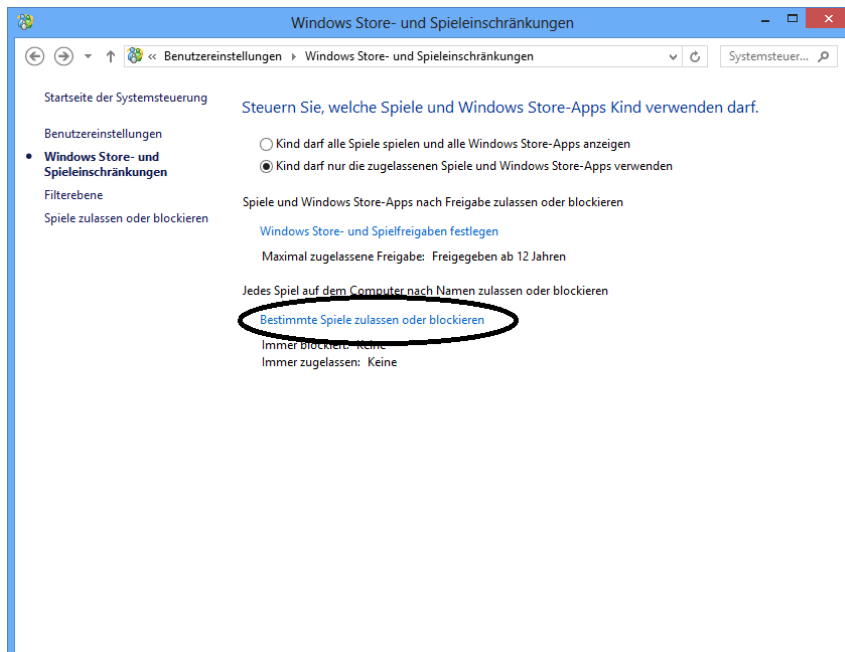 Windows Store- und Spieleinschränkungen
« Benutzereinstellungen Windows Store- und Spieleinschränkungen Systemsteuer...
Startseite der Systemsteuerung
Benutzereinstellungen
Windows Store- und
Spieleinschränkungen
Filterebene
Spiele zulassen oder blockieren
Steuern Sie, welche Spiele und Windows Store-Apps Kind verwenden darf.
Kind darf alle Spiele spielen und alle Windows Store-Apps anzeigen
Kind darf nur die zugelassenen Spiele und Windows Store-Apps verwenden
Spiele und Windows Store-Apps nach Freigabe zulassen oder blockieren
Windows Store- und Spielfreigaben festlegen
Maximal zugelassene Freigabe: Freigegeben ab 12 Jahren
Jedes Spiel auf dem Computer nach Namen zulassen oder blockieren
Bestimmte Spiele zulassen oder blockieren
Immer blockiert: Keine
Immer zugelassen: Keine